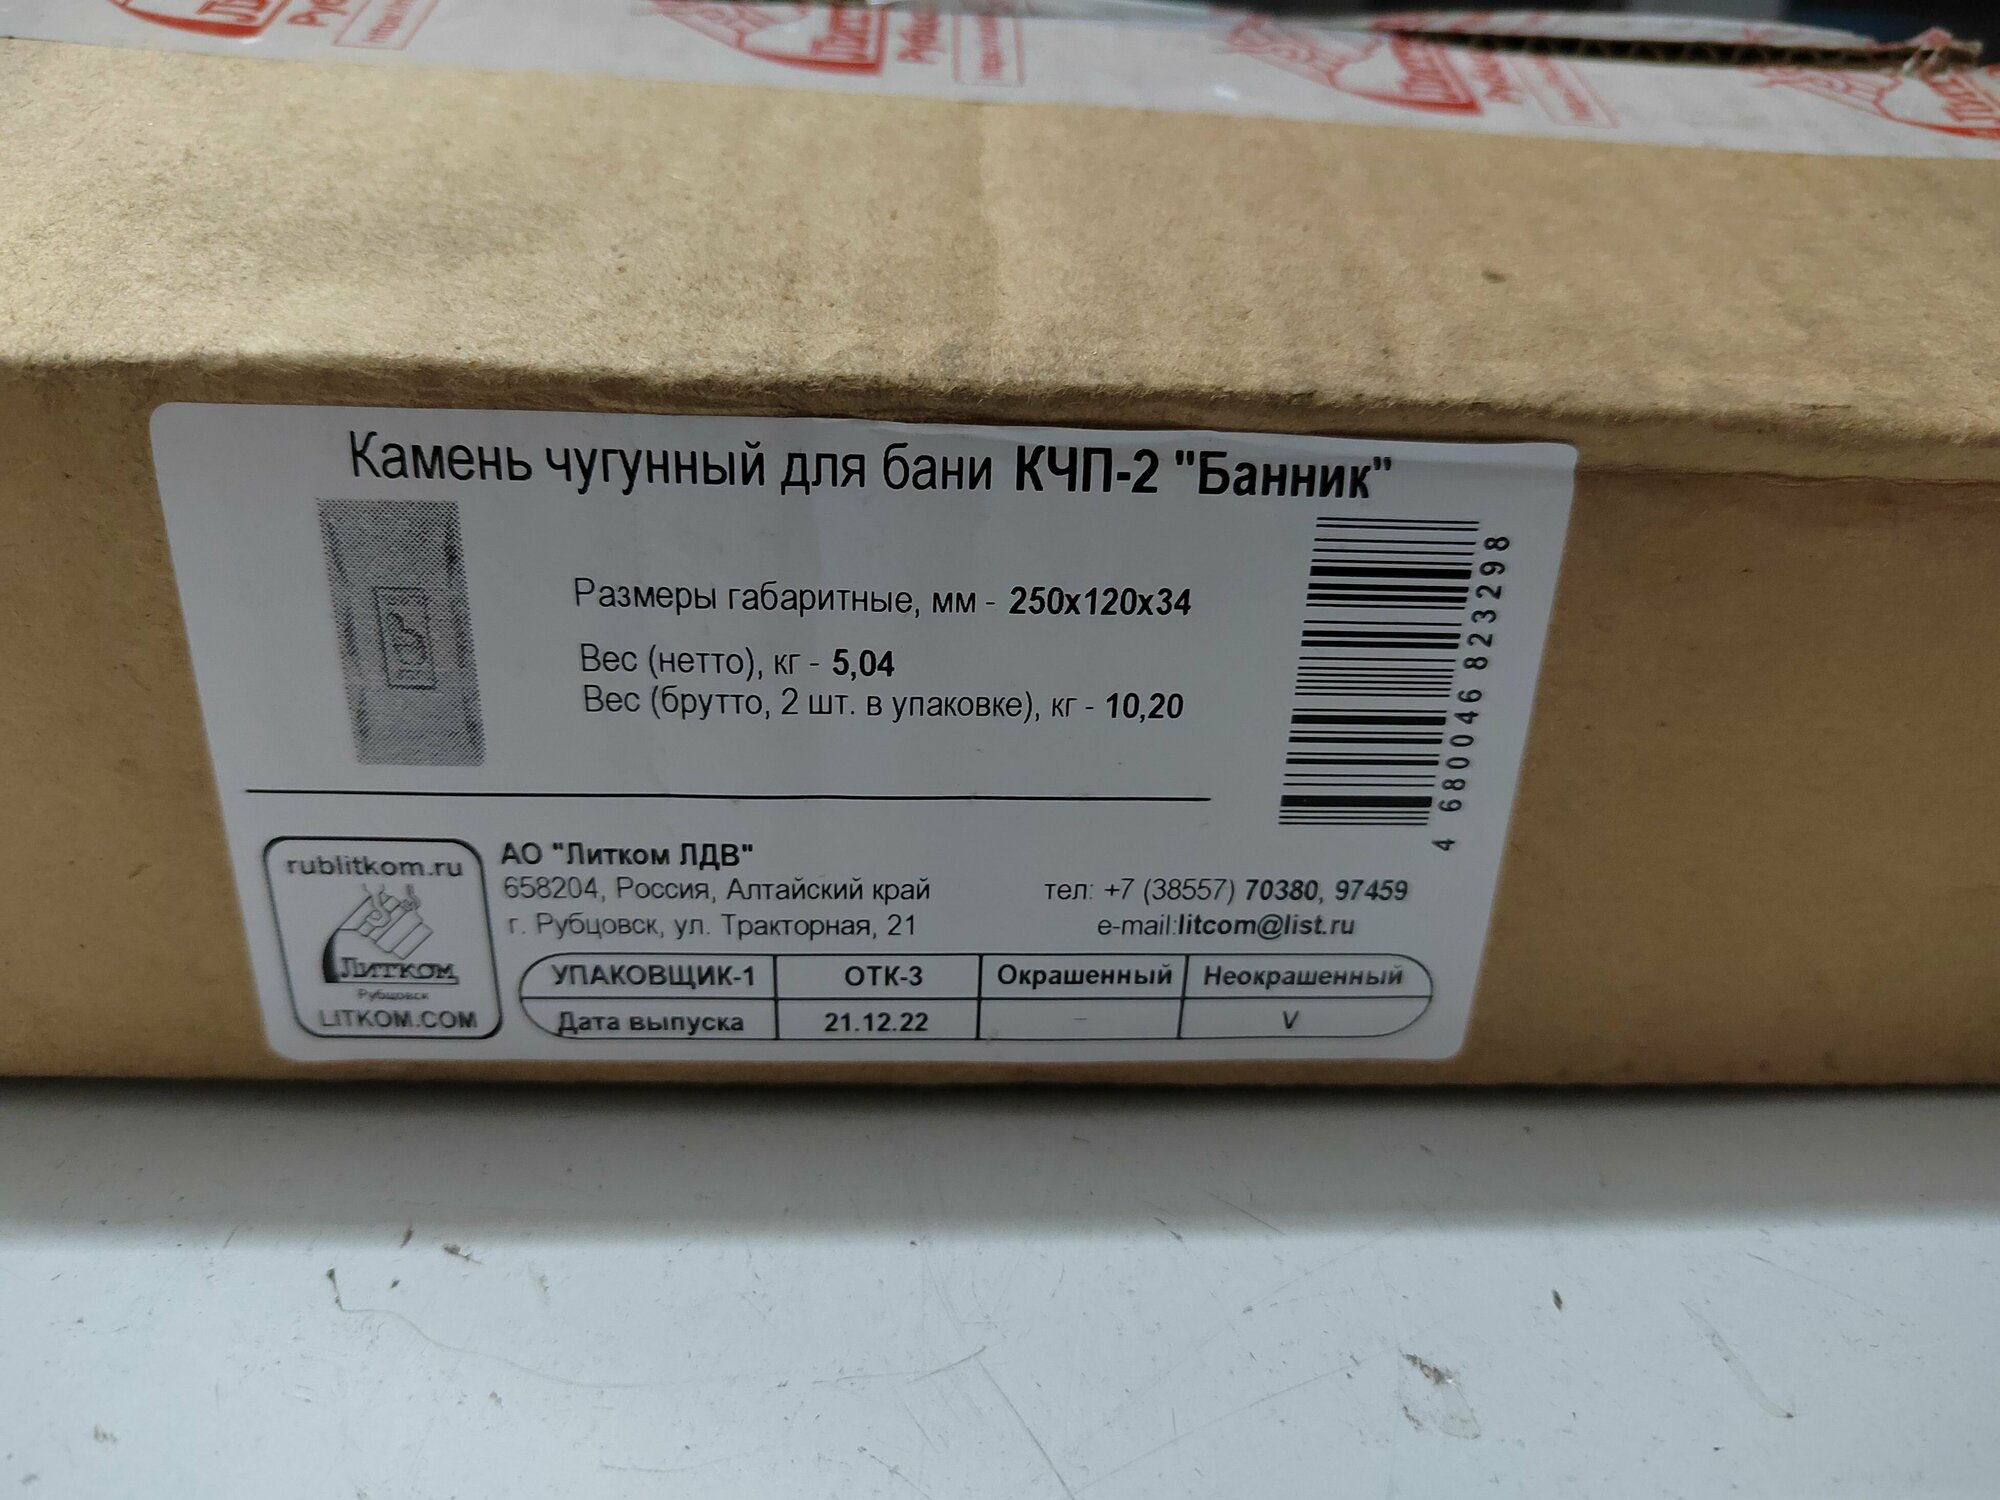 Камень чугунный для бани КЧП-2 "Банник"
Размеры габаритные, мм - 250х120х34
Вес (нетто), кг - 5,04
Вес (брутто, 2 шт. в упаковке), кг - 10,20
4 680046 823298
rublitkom.ru
Литком
Рубцовск
LITKOM.COM
АО "Литком ЛДВ"
658204, Россия, Алтайский край
г. Рубцовск, ул. Тракторная, 21
тел: +7 (38557) 70380, 97459
e-mail:litcom@list.ru
УПАКОВЩИК-1 ОТК-3 Окрашенный Неокрашенный
Дата выпуска 21.12.22 – V